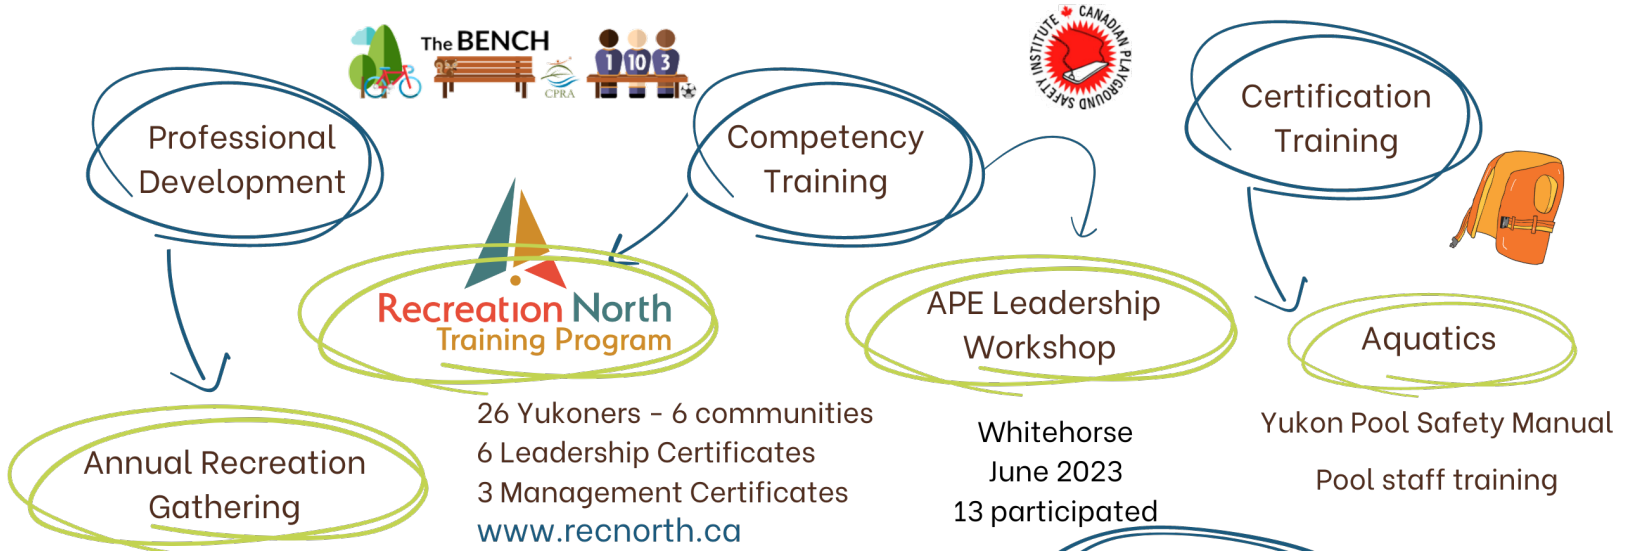 The BENCH
CPRA
1 10 3
CANADIAN PLAYGROUND SAFETY INSTITUTE
Professional
Development
Competency
Training
Certification
Training
Recreation North
Training Program
APE Leadership
Workshop
Aquatics
Annual Recreation
Gathering
26 Yukoners - 6 communities
6 Leadership Certificates
3 Management Certificates
www.recnorth.ca
Whitehorse
June 2023
13 participated
Yukon Pool Safety Manual
Pool staff training